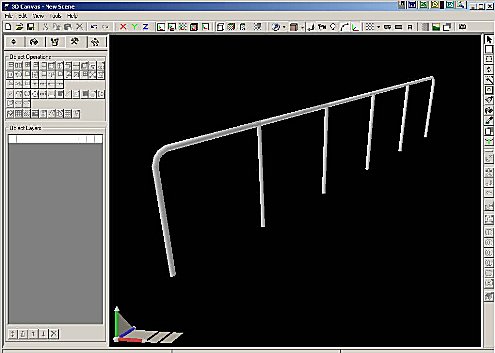 3D Canvas - New Scene
File Edit View Tools Help
Object Operations
Object Layers